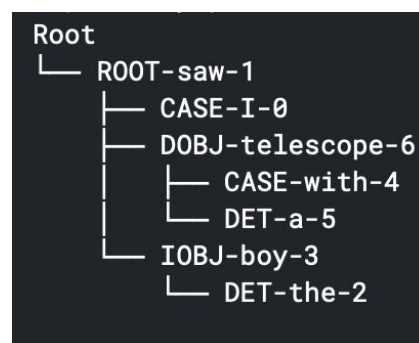 Root
└── ROOT-saw-1
    ├── CASE-I-0
    ├── DOBJ-telescope-6
    │   ├── CASE-with-4
    │   └── DET-a-5
    └── IOBJ-boy-3
        └── DET-the-2